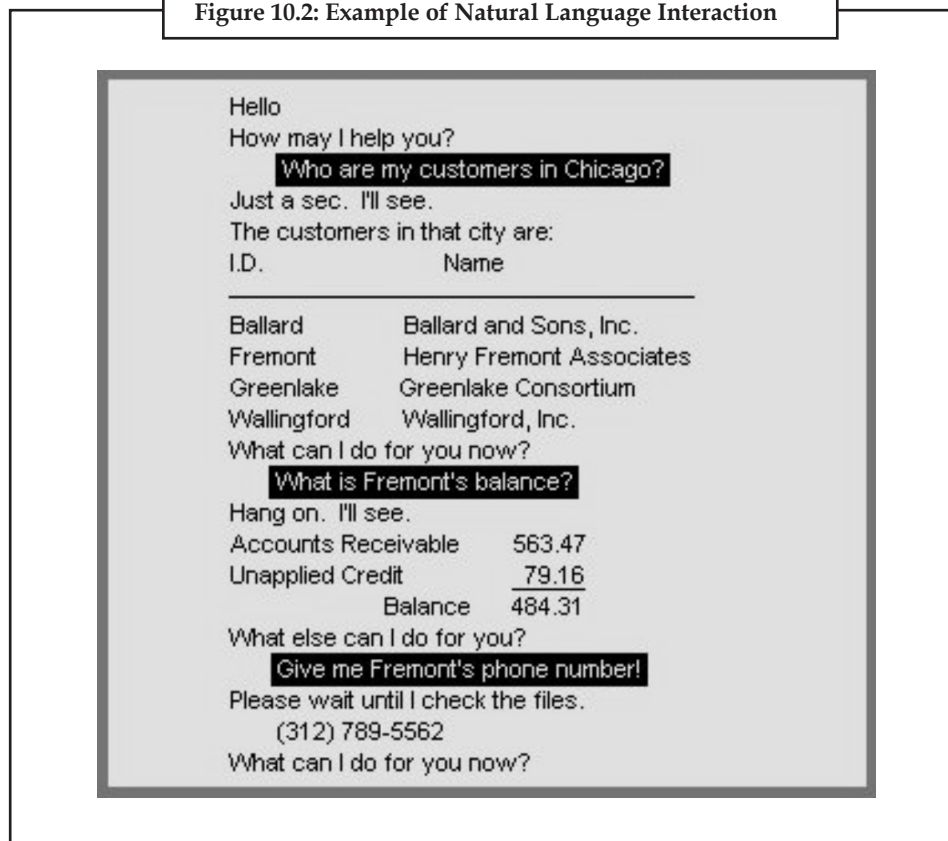 Figure 10.2: Example of Natural Language Interaction
Hello
How may I help you?
Who are my customers in Chicago?
Just a sec. I'll see.
The customers in that city are:
I.D. Name
Ballard Ballard and Sons, Inc.
Fremont Henry Fremont Associates
Greenlake Greenlake Consortium
Wallingford Wallingford, Inc.
What can I do for you now?
What is Fremont's balance?
Hang on. I'll see.
Accounts Receivable 563.47
Unapplied Credit 79.16
Balance 484.31
What else can I do for you?
Give me Fremont's phone number!
Please wait until I check the files.
(312) 789-5562
What can I do for you now?